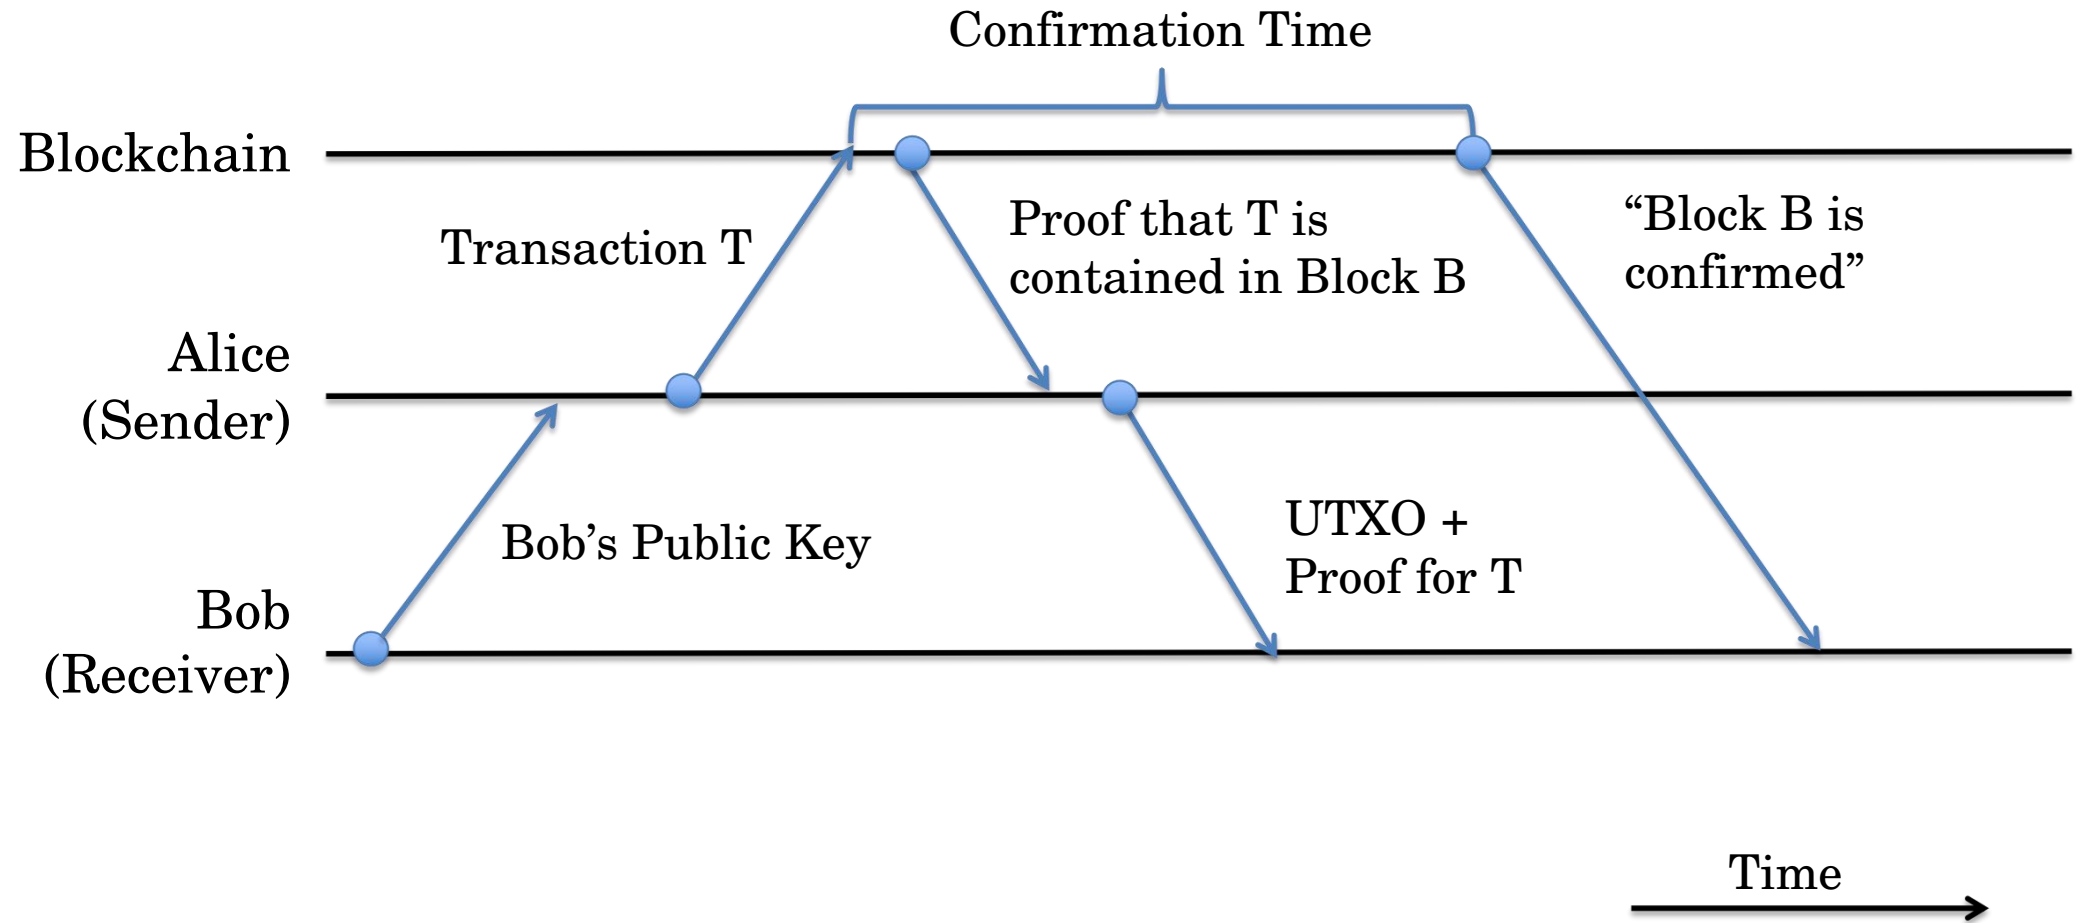 Confirmation Time
Blockchain
Transaction T
Proof that T is
contained in Block B
“Block B is
confirmed”
Alice
(Sender)
Bob’s Public Key
UTXO +
Proof for T
Bob
(Receiver)
Time